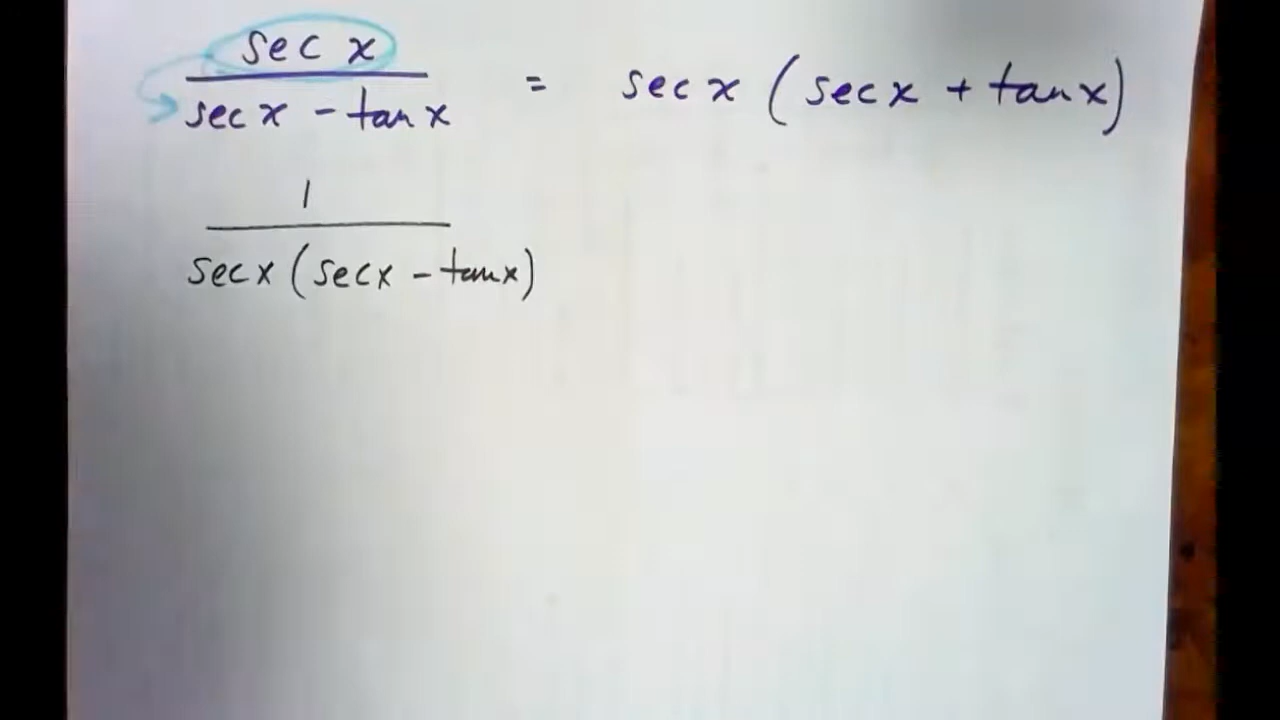 sec x / sec x - tan x = sec x (sec x + tan x)
1 / sec x (sec x - tan x)